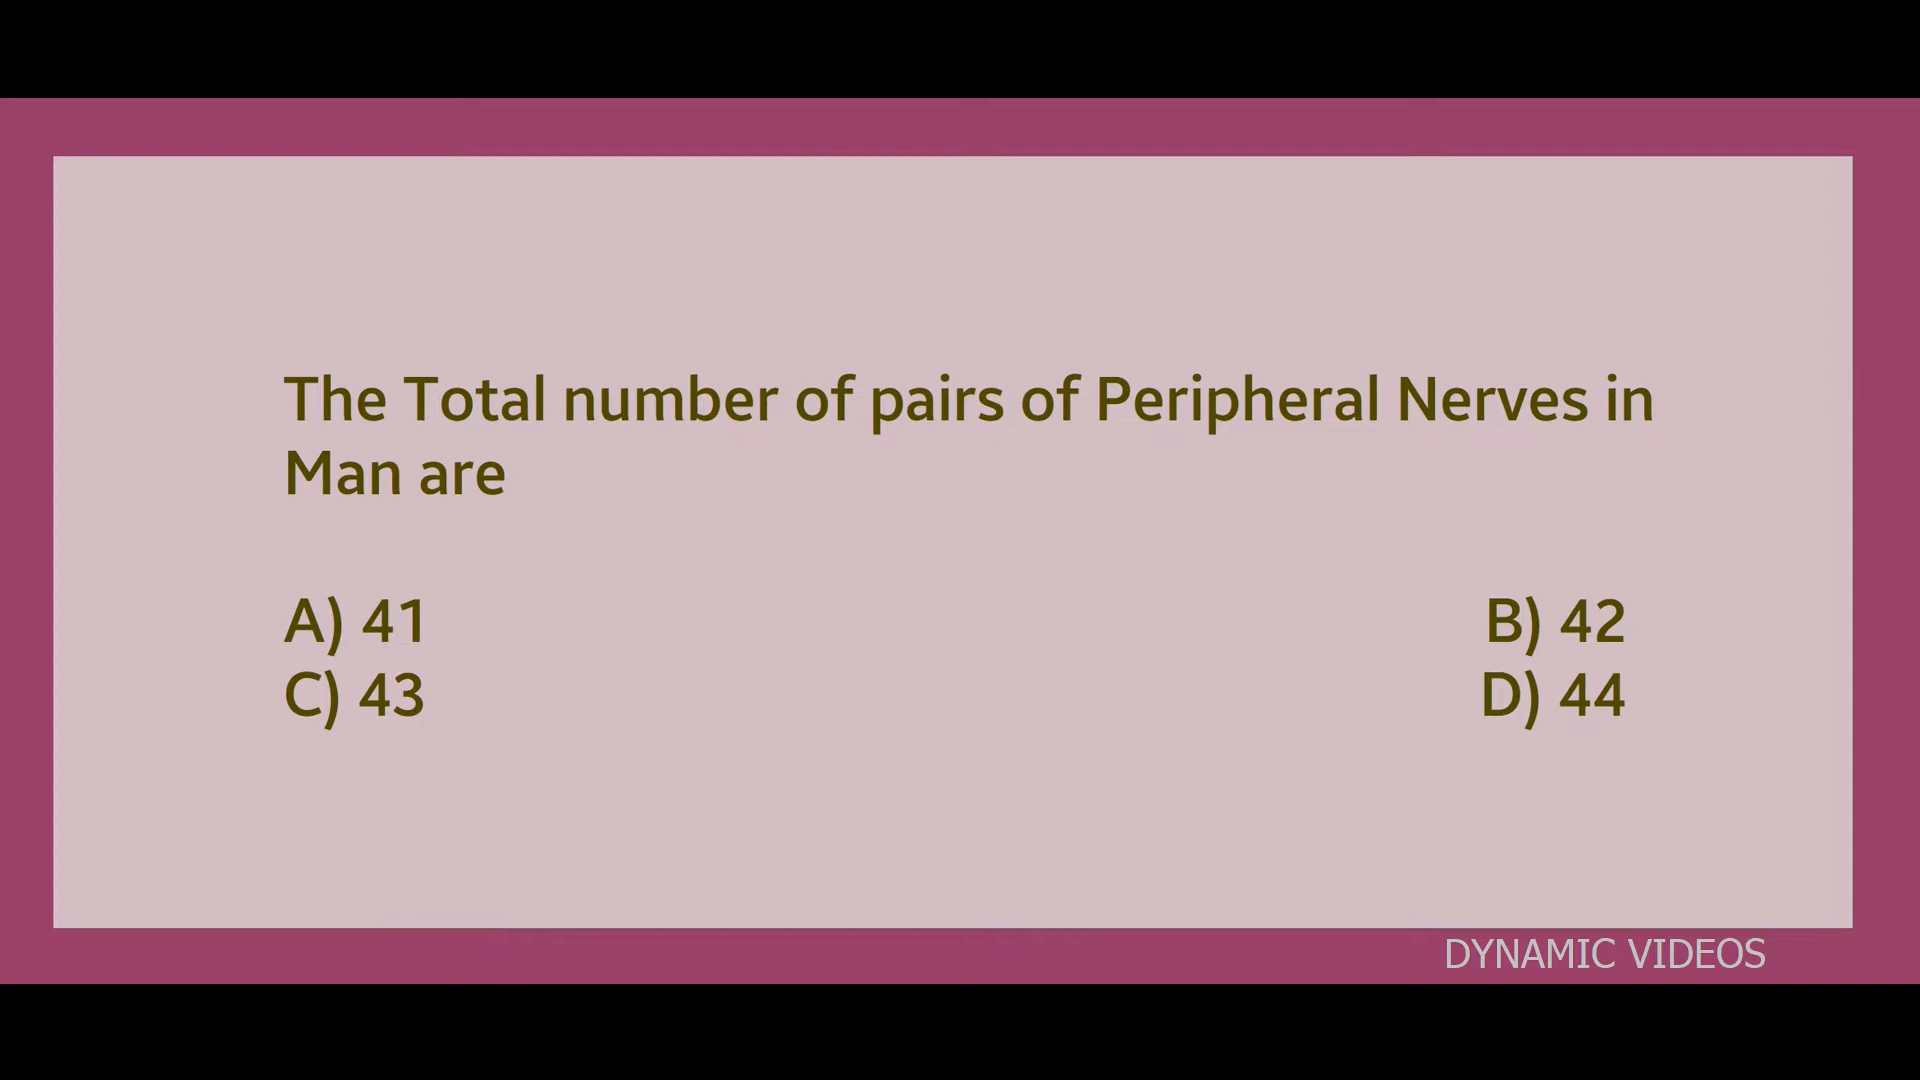 The Total number of pairs of Peripheral Nerves in
Man are
A) 41 B) 42
C) 43 D) 44
DYNAMIC VIDEOS